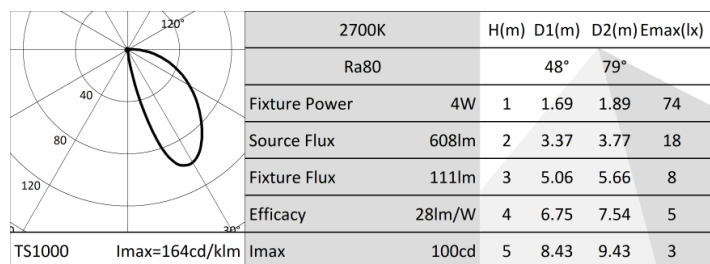 120°
40
80
120
30°
TS1000 Imax=164cd/klm
2700K H(m) D1(m) D2(m) Emax(lx)
Ra80 48° 79°
Fixture Power 4W 1 1.69 1.89 74
Source Flux 608lm 2 3.37 3.77 18
Fixture Flux 111lm 3 5.06 5.66 8
Efficacy 28lm/W 4 6.75 7.54 5
Imax 100cd 5 8.43 9.43 3